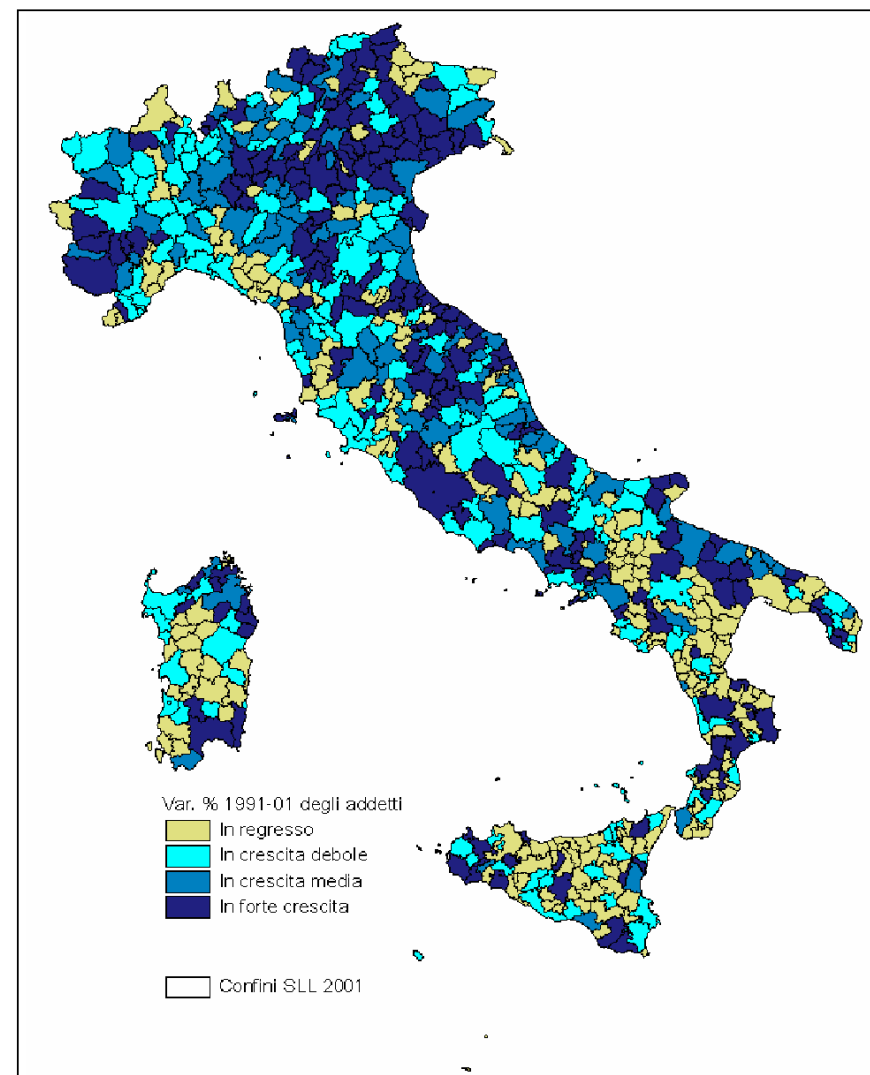 Var. % 1991-01 degli addetti
In regresso
In crescita debole
In crescita media
In forte crescita
Confini SLL 2001